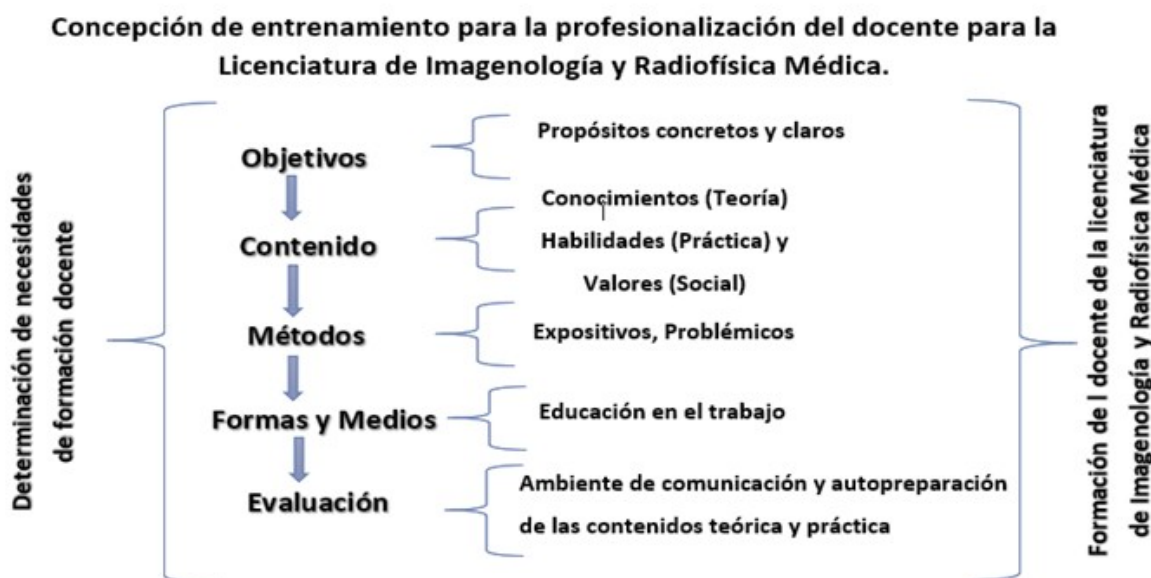 Concepción de entrenamiento para la profesionalización del docente para la
Licenciatura de Imagenología y Radiofísica Médica.
Determinación de necesidades
de formación docente
Objetivos
Propósitos concretos y claros
Contenido
Conocimientos (Teoría)
Habilidades (Práctica) y
Valores (Social)
Métodos
Expositivos, Problémicos
Formas y Medios
Educación en el trabajo
Evaluación
Ambiente de comunicación y autopreparación
de las contenidos teórica y práctica
Formación de l docente de la licenciatura
de Imagenología y Radiofísica Médica